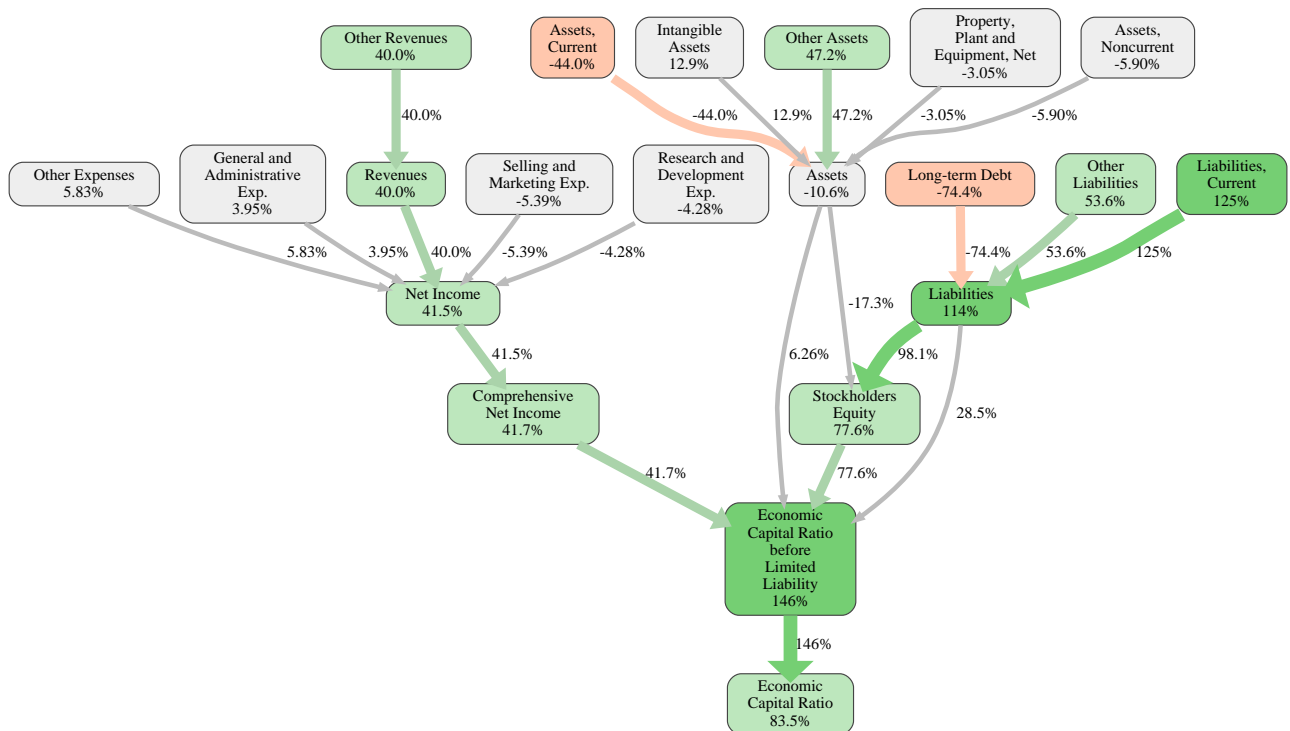 Other Revenues
40.0%
Assets,
Current
-44.0%
Intangible
Assets
12.9%
Other Assets
47.2%
Property,
Plant and
Equipment, Net
-3.05%
Assets,
Noncurrent
-5.90%
40.0%
-44.0%
12.9%
47.2%
-3.05%
-5.90%
Other Expenses
5.83%
General and
Administrative
Exp.
3.95%
Revenues
40.0%
Selling and
Marketing Exp.
-5.39%
Research and
Development
Exp.
-4.28%
Assets
-10.6%
Long-term Debt
-74.4%
Other
Liabilities
53.6%
Liabilities,
Current
125%
5.83%
3.95%
40.0%
-5.39%
-4.28%
-74.4%
53.6%
125%
Net Income
41.5%
-17.3%
Liabilities
114%
41.5%
6.26%
98.1%
Comprehensive
Net Income
41.7%
Stockholders
Equity
77.6%
28.5%
41.7%
77.6%
Economic
Capital Ratio
before
Limited
Liability
146%
146%
Economic
Capital Ratio
83.5%